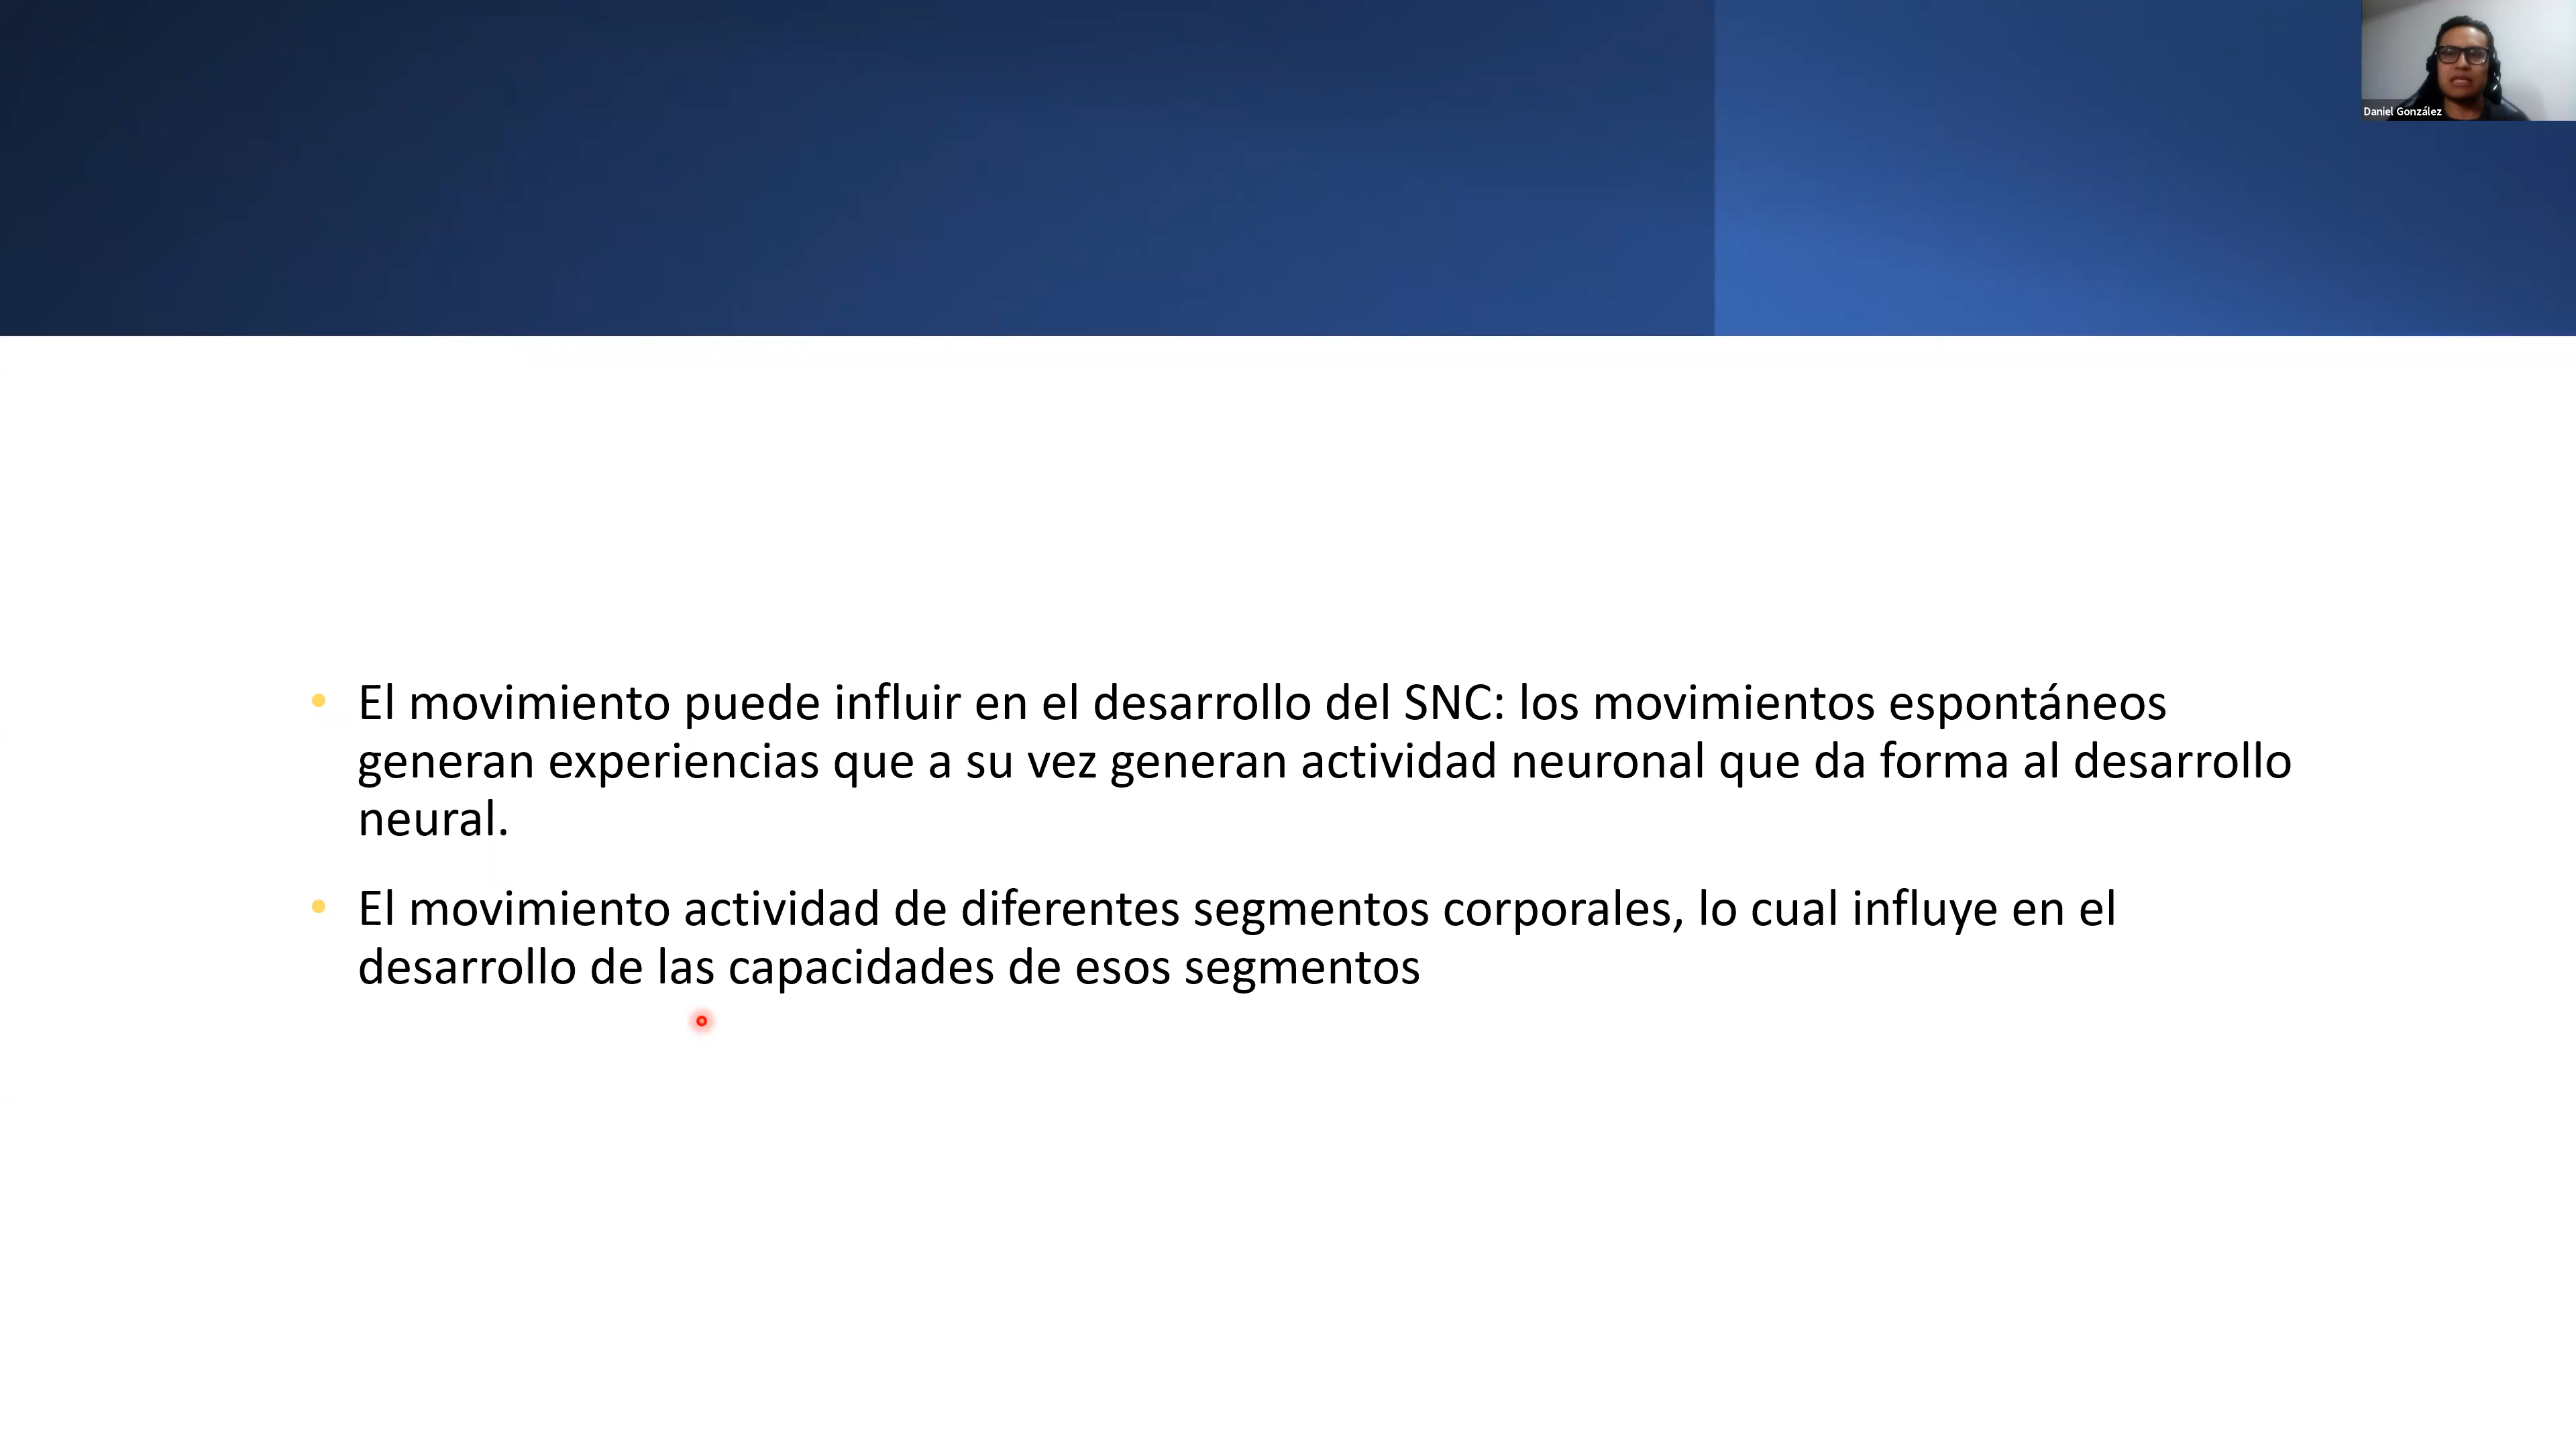 Daniel González
• El movimiento puede influir en el desarrollo del SNC: los movimientos espontáneos
generan experiencias que a su vez generan actividad neuronal que da forma al desarrollo
neural.
• El movimiento actividad de diferentes segmentos corporales, lo cual influye en el
desarrollo de las capacidades de esos segmentos